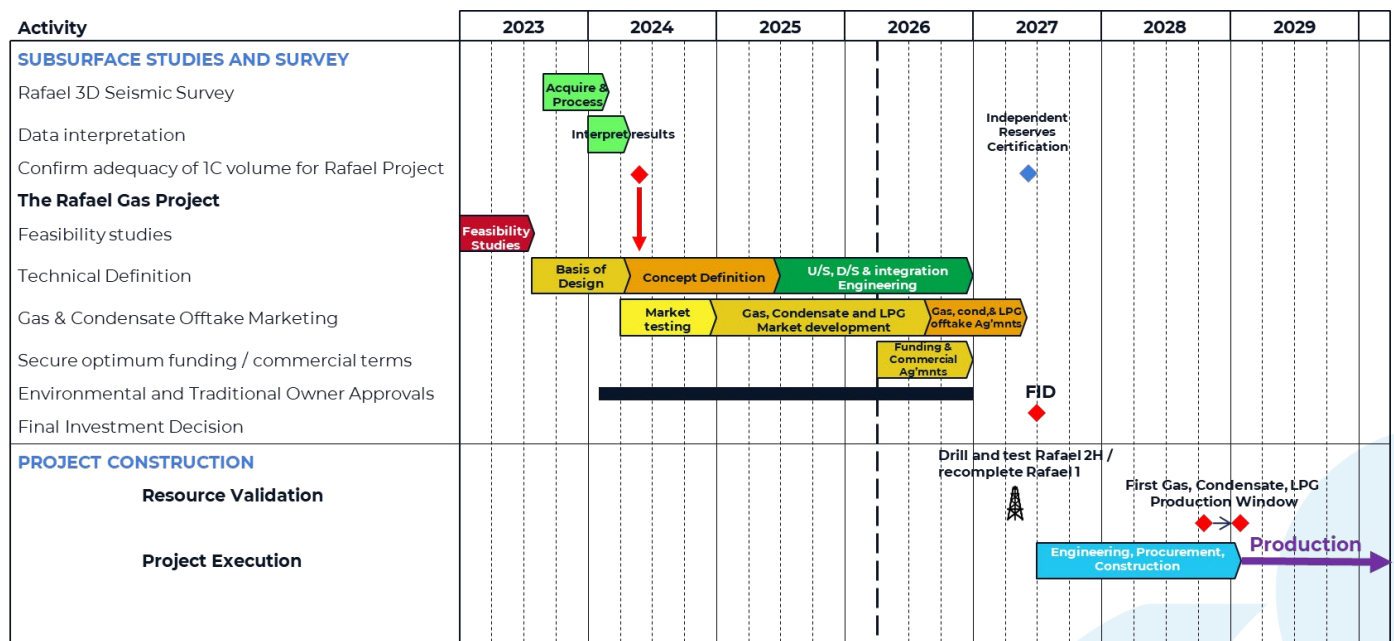 Activity 2023 2024 2025 2026 2027 2028 2029
SUBSURFACE STUDIES AND SURVEY
Rafael 3D Seismic Survey
Acquire &
Process
Data interpretation
Interpret results
Independent
Reserves
Certification
Confirm adequacy of 1C volume for Rafael Project
The Rafael Gas Project
Feasibility studies
Feasibility
Studies
Technical Definition
Basis of
Design
Concept Definition
U/S, D/S & integration
Engineering
Gas & Condensate Offtake Marketing
Market
testing
Gas, Condensate and LPG
Market development
Gas, cond,& LPG
offtake Ag'mnts
Secure optimum funding / commercial terms
Funding &
Commercial
Ag'mnts
Environmental and Traditional Owner Approvals
FID
Final Investment Decision
PROJECT CONSTRUCTION
Drill and test Rafael 2H /
recomplete Rafael 1
Resource Validation
First Gas, Condensate, LPG
Production Window
Project Execution
Engineering, Procurement,
Construction
Production